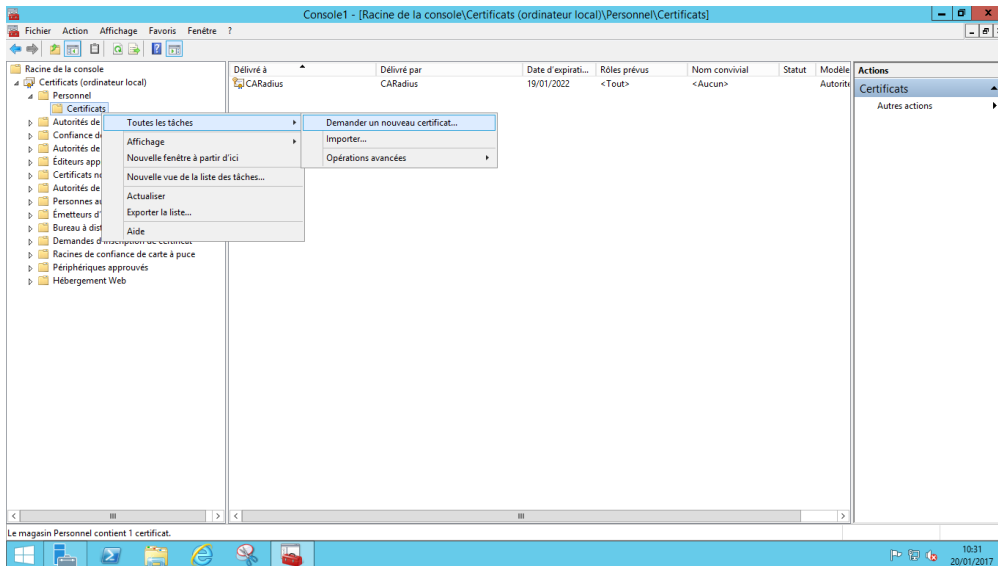 Console1 - [Racine de la console\Certificats (ordinateur local)\Personnel\Certificats]
Fichier Action Affichage Favoris Fenêtre ?
Racine de la console
Certificats (ordinateur local)
Personnel
Certificats
Autorités de
Confiance
Autorités de
Éditeurs app
Certificats
Autorités de
Personnes
Émetteurs d'
Bureau à
Demandes d'inscription de certificat
Racines de confiance de carte à puce
Périphériques approuvés
Hébergement Web
Toutes les tâches
Affichage
Nouvelle fenêtre à partir d'ici
Nouvelle vue de la liste des tâches...
Actualiser
Exporter la liste...
Aide
Demander un nouveau certificat...
Importer...
Opérations avancées
Délivré à Délivré par Date d'expirati... Rôles prévus Nom convivial Statut Modèle
CARadius CARadius 19/01/2022 <Tout> <Aucun> Autorité
Actions
Certificats
Autres actions
Le magasin Personnel contient 1 certificat.
10:31
20/01/2017